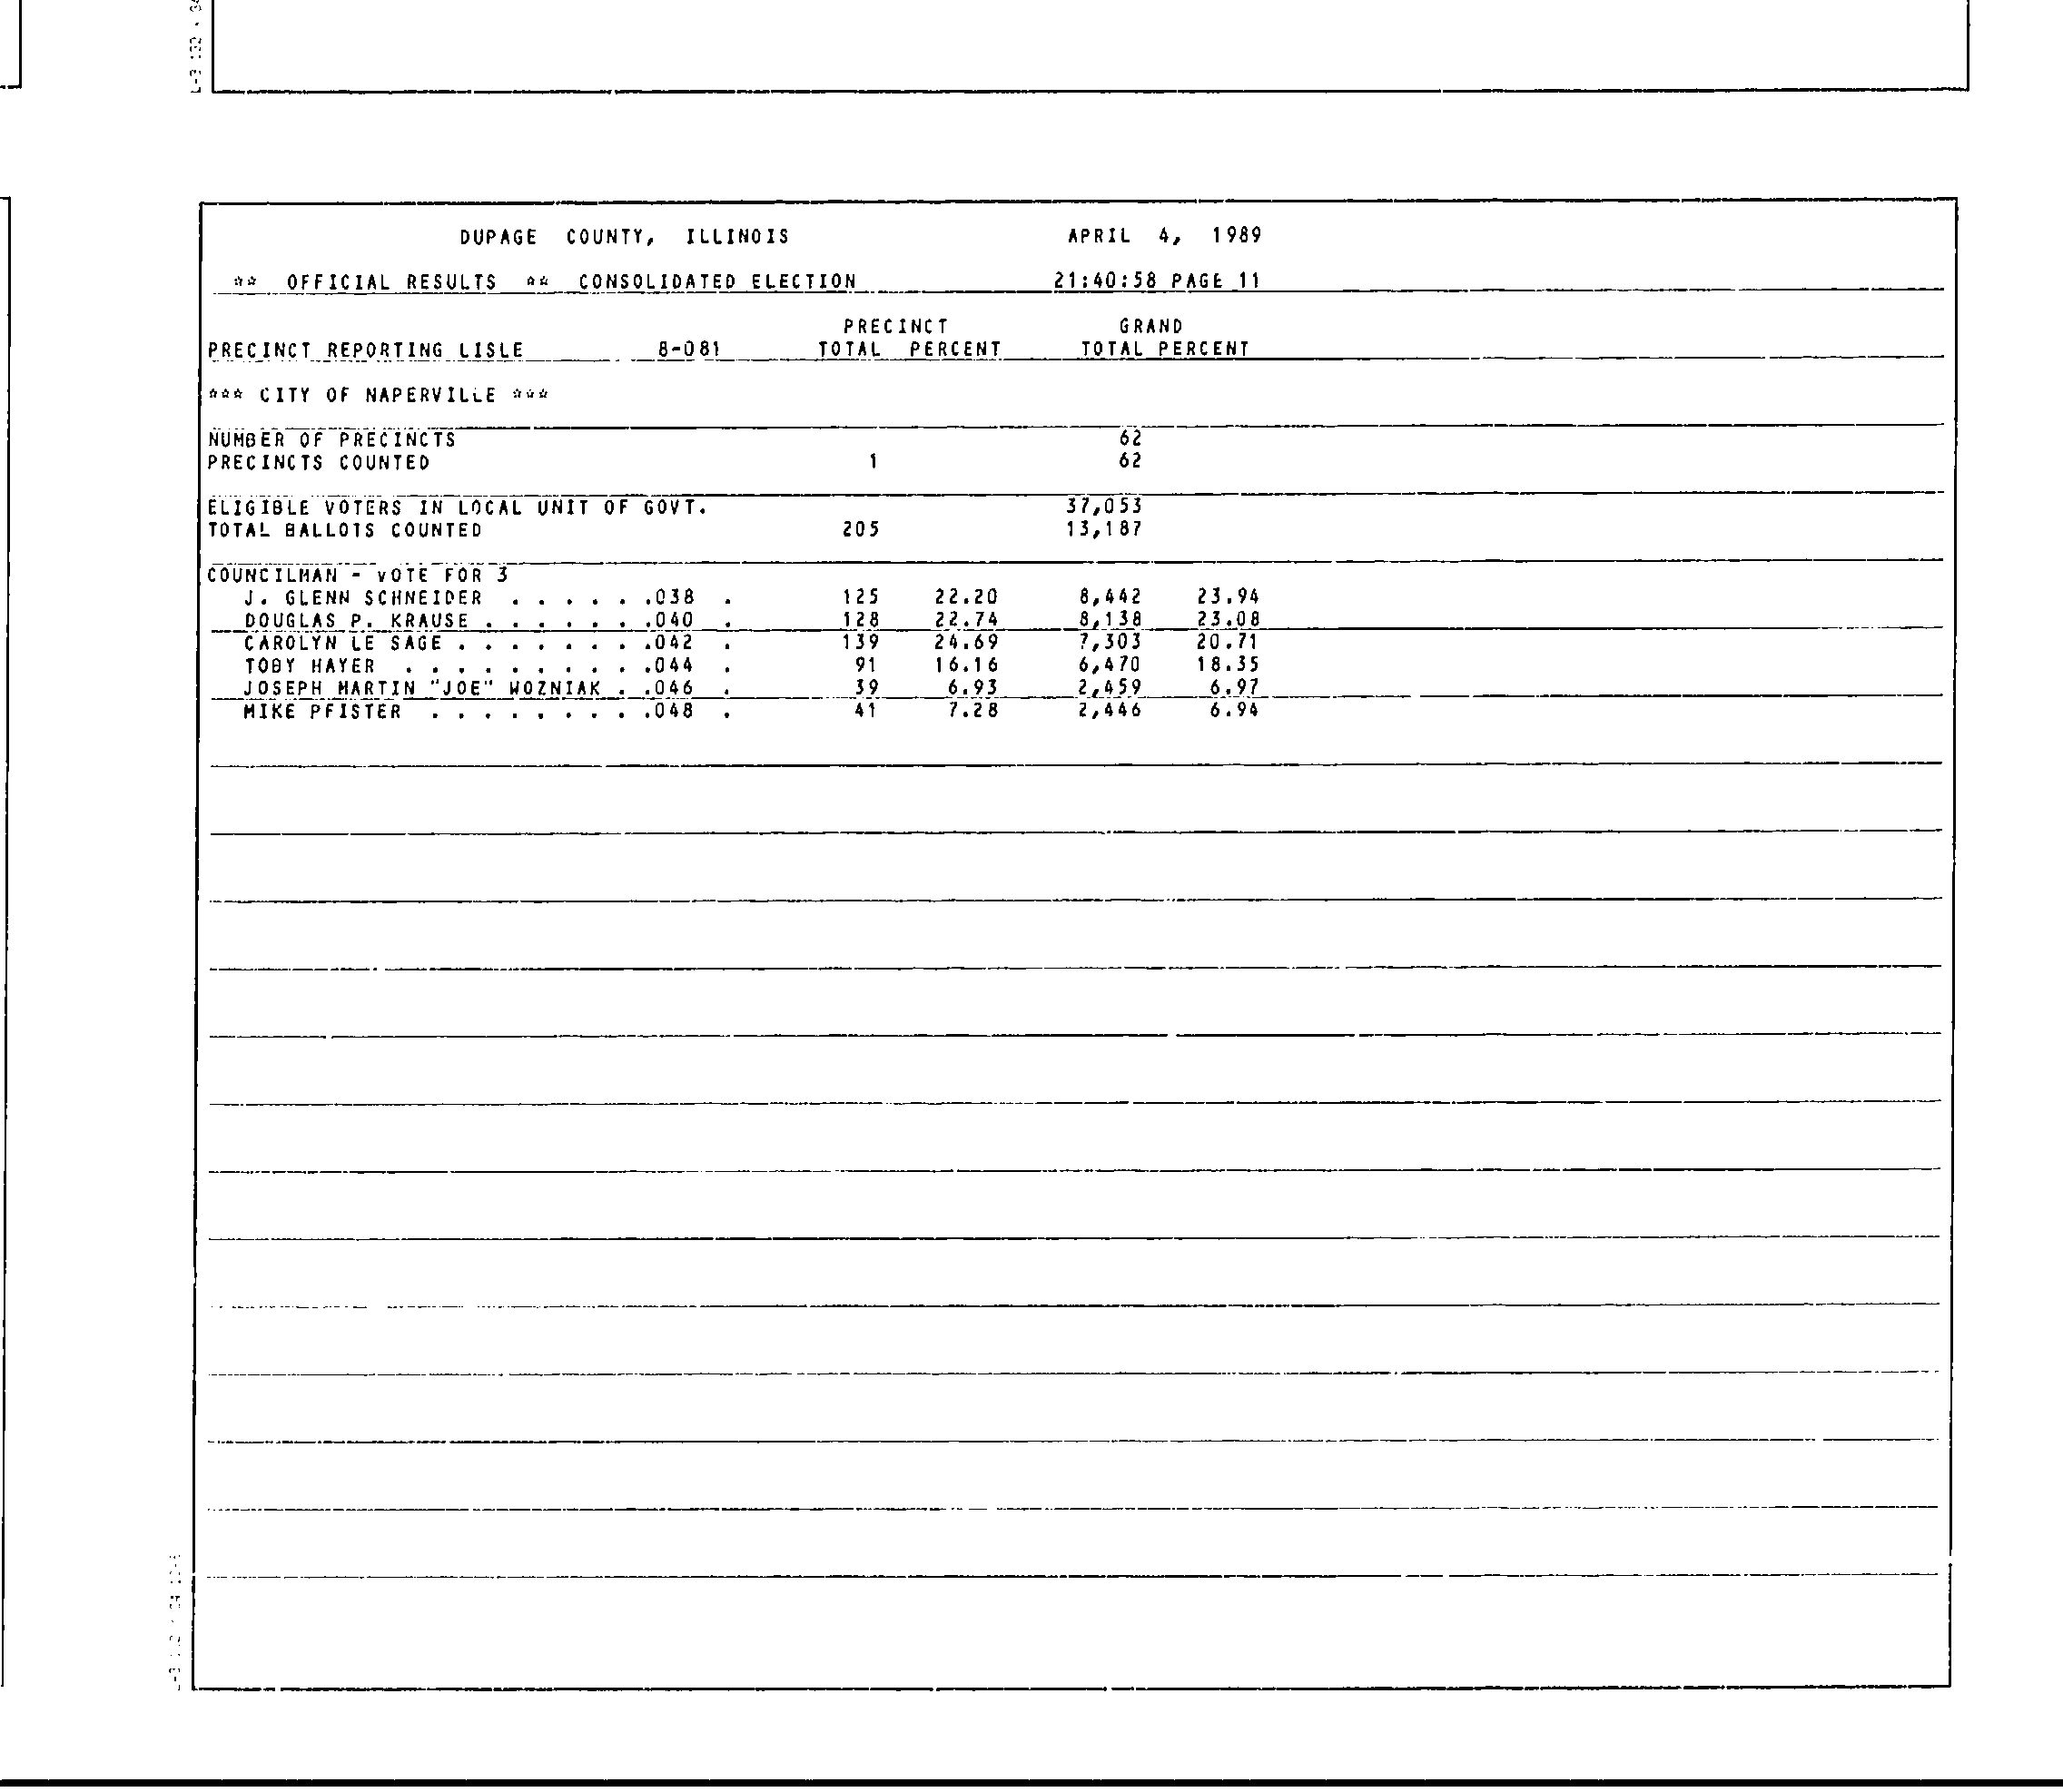 DUPAGE COUNTY, ILLINOIS APRIL 4, 1989
** OFFICIAL RESULTS ** CONSOLIDATED ELECTION 21:40:58 PAGE 11
PRECINCT GRAND
PRECINCT REPORTING LISLE 8-081 TOTAL PERCENT TOTAL PERCENT
*** CITY OF NAPERVILLE ***
NUMBER OF PRECINCTS 62
PRECINCTS COUNTED 1 62
ELIGIBLE VOTERS IN LOCAL UNIT OF GOVT. 37,053
TOTAL BALLOTS COUNTED 205 13,187
COUNCILMAN - VOTE FOR 3
J. GLENN SCHNEIDER . . . . . .038 . 125 22.20 8,442 23.94
DOUGLAS P. KRAUSE . . . . . . .040 . 128 22.74 8,138 23.08
CAROLYN LE SAGE . . . . . . . .042 . 139 24.69 7,303 20.71
TOBY HAYER . . . . . . . . . .044 . 91 16.16 6,470 18.35
JOSEPH MARTIN "JOE" WOZNIAK . .046 . 39 6.93 2,459 6.97
MIKE PFISTER . . . . . . . . .048 . 41 7.28 2,446 6.94